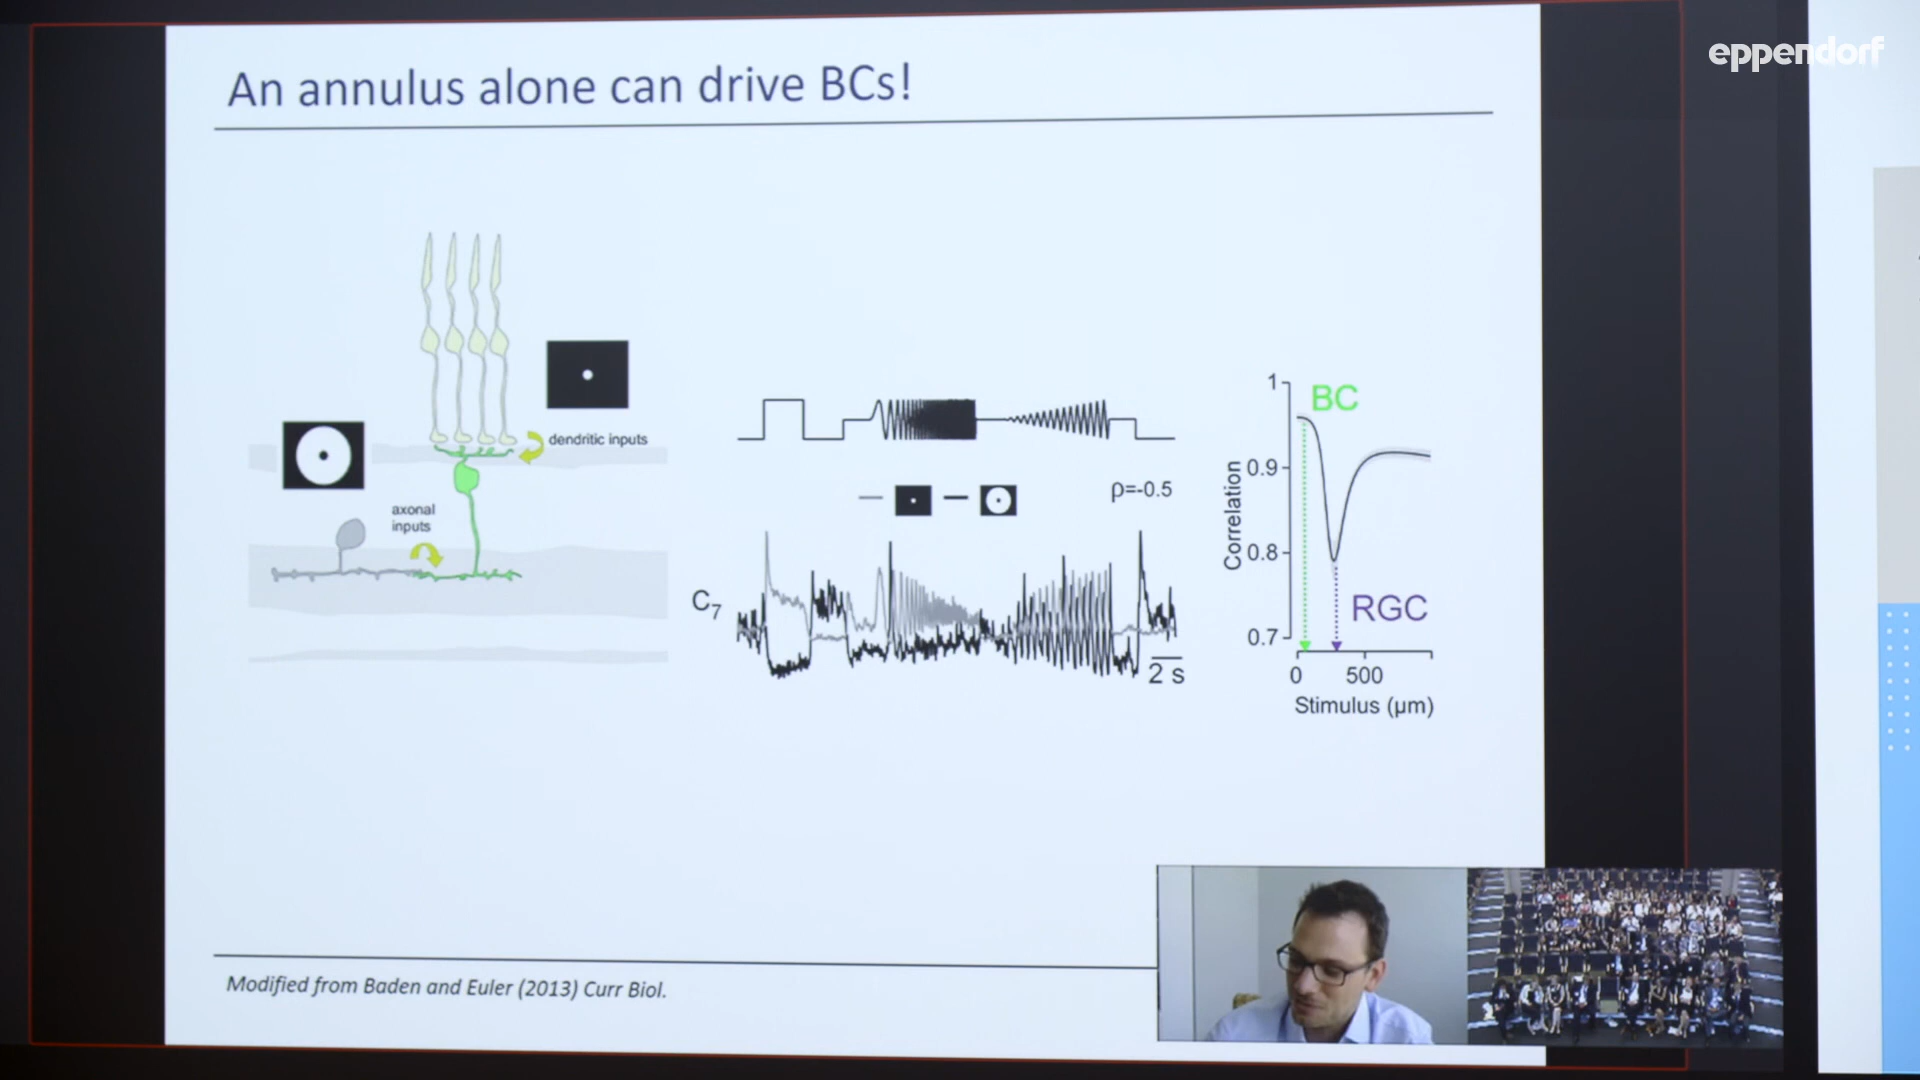 eppendorf
An annulus alone can drive BCs!
dendritic inputs
axonal
inputs
ρ=-0.5
C7
2 s
Correlation
1
0.9
0.8
0.7
BC
RGC
0
500
Stimulus (µm)
Modified from Baden and Euler (2013) Curr Biol.